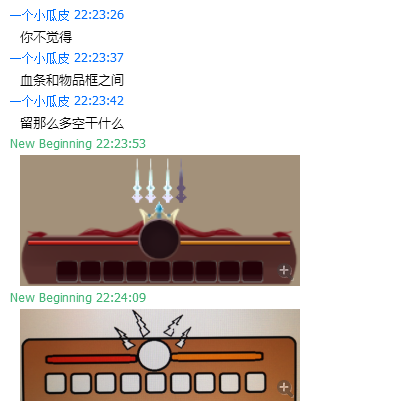 一个小瓜皮 22:23:26
你不觉得
一个小瓜皮 22:23:37
血条和物品框之间
一个小瓜皮 22:23:42
留那么多空干什么
New Beginning 22:23:53
New Beginning 22:24:09